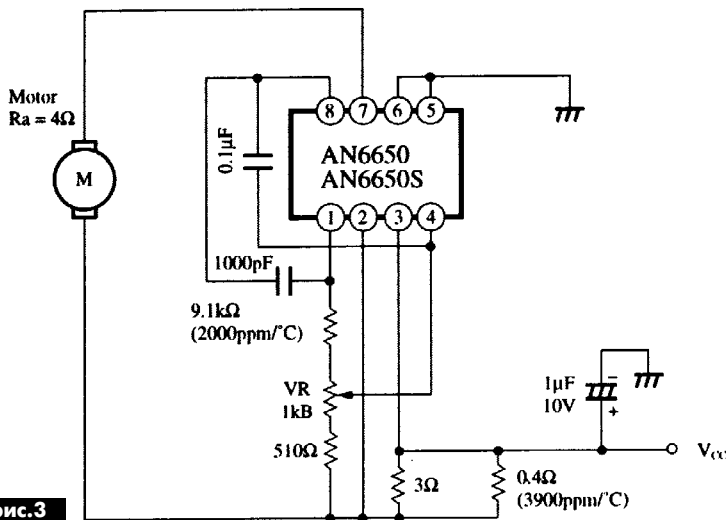 Motor
Ra = 4Ω
M
8 7 6 5
AN6650
AN6650S
1 2 3 4
0.1μF
1000pF
9.1kΩ
(2000ppm/°C)
VR
1kB
510Ω
3Ω
0.4Ω
(3900ppm/°C)
1μF
10V
−
+
Vcc
рис.3